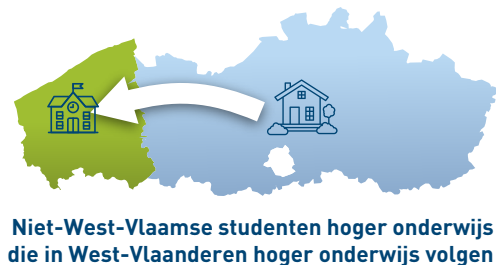 Niet-West-Vlaamse studenten hoger onderwijs
die in West-Vlaanderen hoger onderwijs volgen